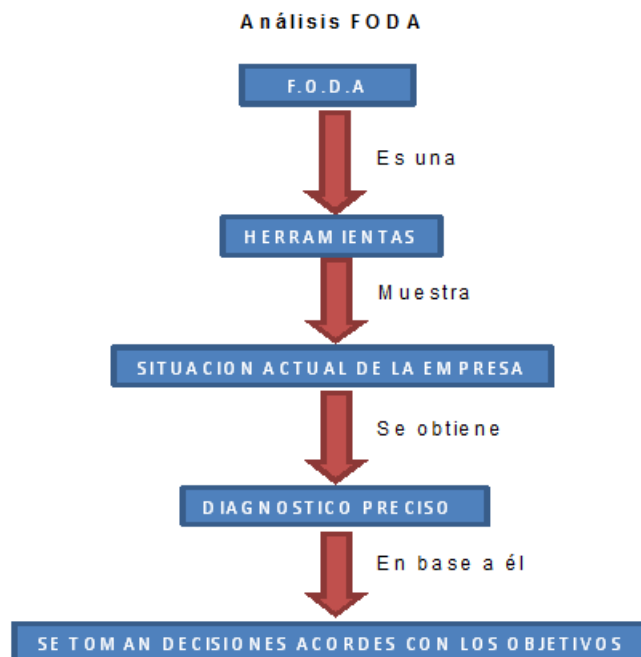 Análisis FODA
F.O.D.A
Es una
HERRAMIENTAS
Muestra
SITUACION ACTUAL DE LA EMPRESA
Se obtiene
DIAGNOSTICO PRECISO
En base a él
SE TOMAN DECISIONES ACORDES CON LOS OBJETIVOS